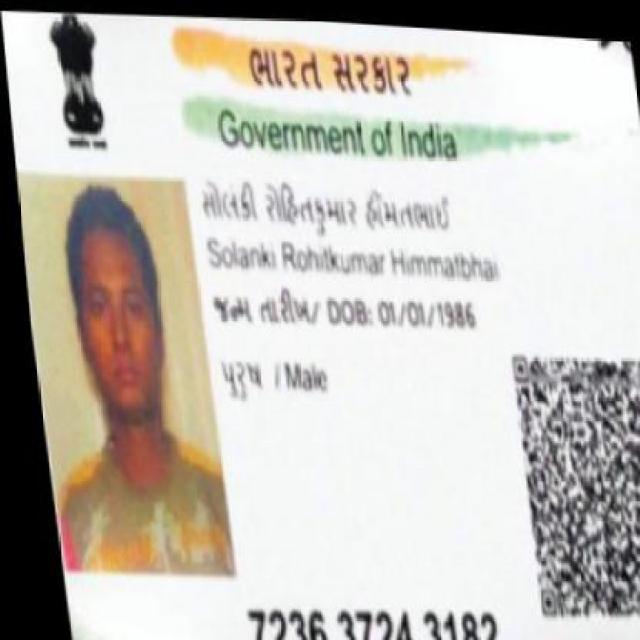 ભારત સરકાર
Government of India
સોલંકી રોહિતકુમાર હીંમતભાઈ
Solanki Rohitkumar Himmatbhai
જન્મ તારીખ/ DOB: 01/01/1986
પુરુષ / Male
7236 3724 3182